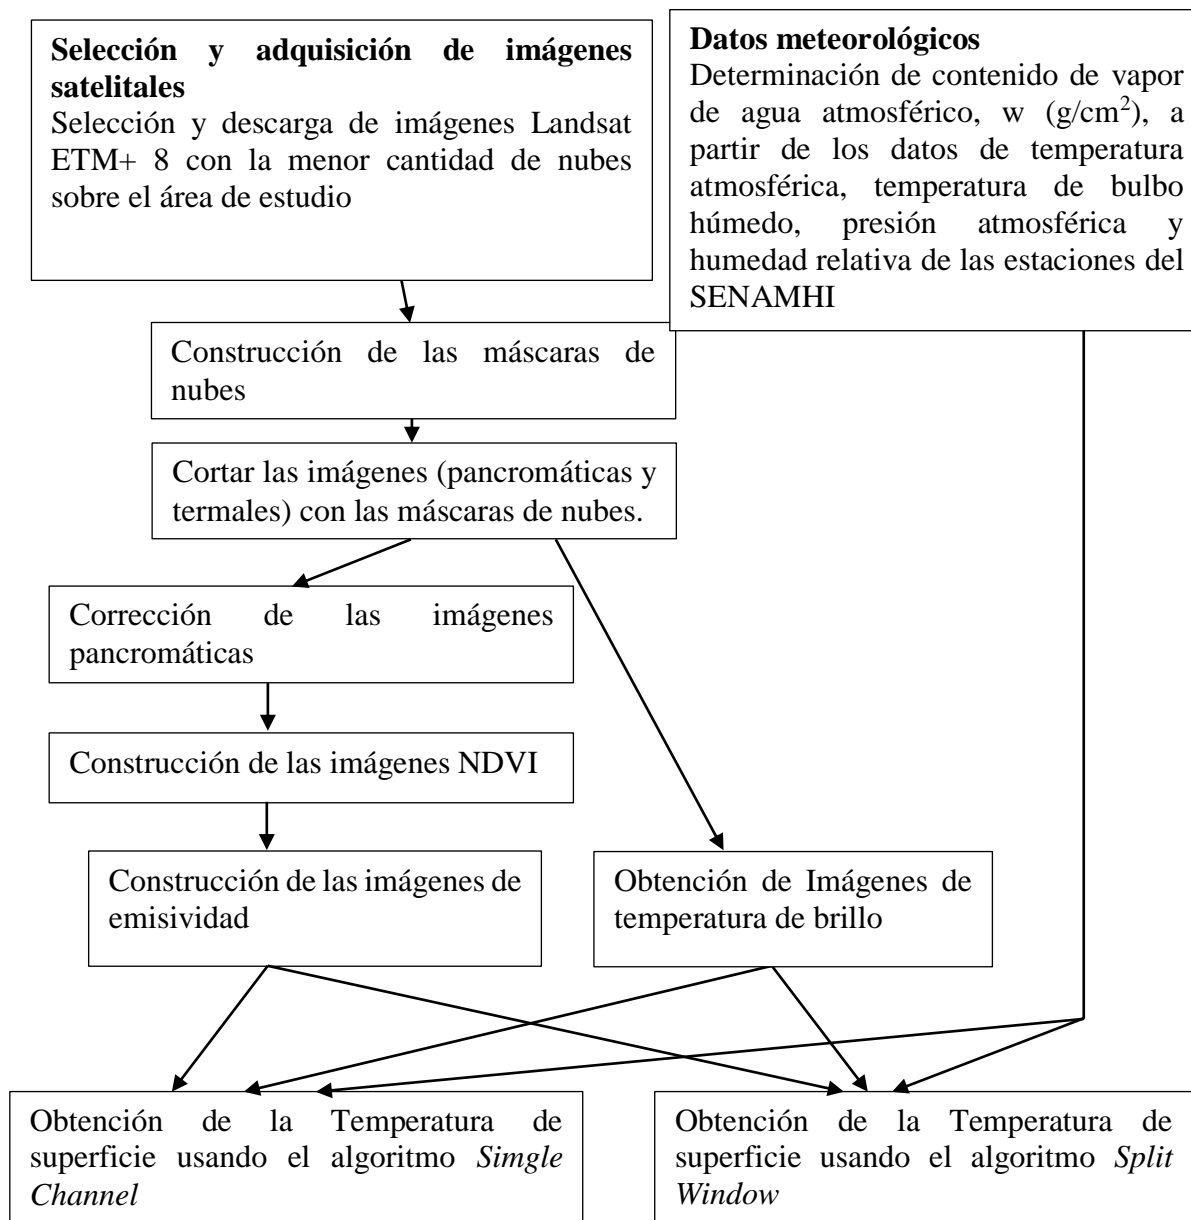 Selección y adquisición de imágenes
satelitales
Selección y descarga de imágenes Landsat
ETM+ 8 con la menor cantidad de nubes
sobre el área de estudio
Datos meteorológicos
Determinación de contenido de vapor
de agua atmosférico, w (g/cm²), a
partir de los datos de temperatura
atmosférica, temperatura de bulbo
húmedo, presión atmosférica y
humedad relativa de las estaciones del
SENAMHI
Construcción de las máscaras de
nubes
Cortar las imágenes (pancromáticas y
termales) con las máscaras de nubes.
Corrección de las imágenes
pancromáticas
Construcción de las imágenes NDVI
Construcción de las imágenes de
emisividad
Obtención de Imágenes de
temperatura de brillo
Obtención de la Temperatura de
superficie usando el algoritmo Simgle
Channel
Obtención de la Temperatura de
superficie usando el algoritmo Split
Window